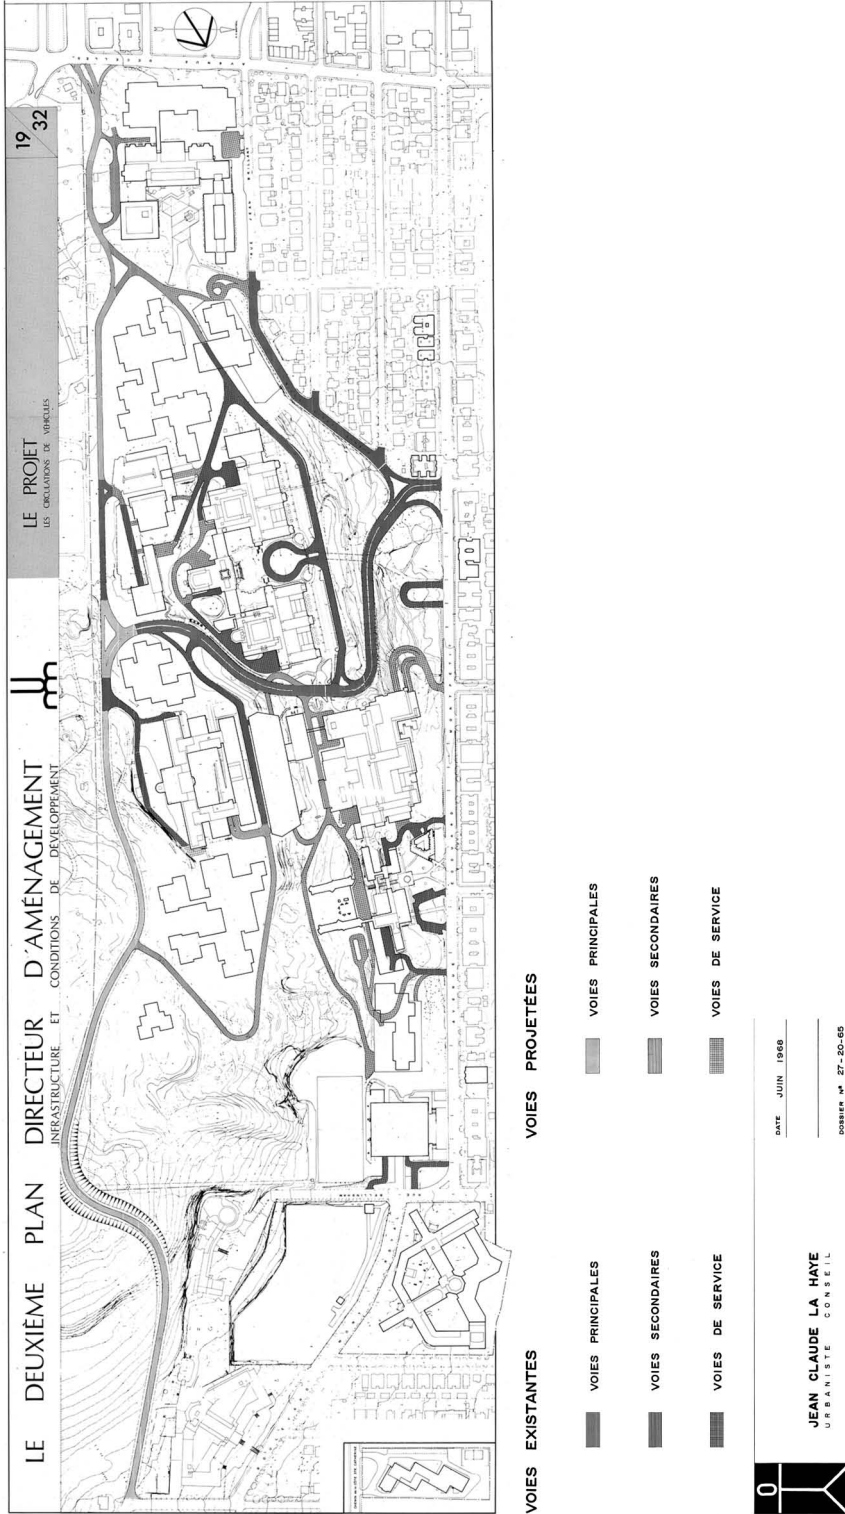 LE DEUXIÈME PLAN DIRECTEUR D'AMÉNAGEMENT
INFRASTRUCTURE ET CONDITIONS DE DÉVELOPPEMENT
LE PROJET
LES CIRCULATIONS DE VÉHICULES
19
32
VOIES EXISTANTES
VOIES PRINCIPALES
VOIES SECONDAIRES
VOIES DE SERVICE
VOIES PROJETÉES
VOIES PRINCIPALES
VOIES SECONDAIRES
VOIES DE SERVICE
JEAN CLAUDE LA HAYE
URBANISTE CONSEIL
DATE JUIN 1968
DOSSIER Nº 27-20-65